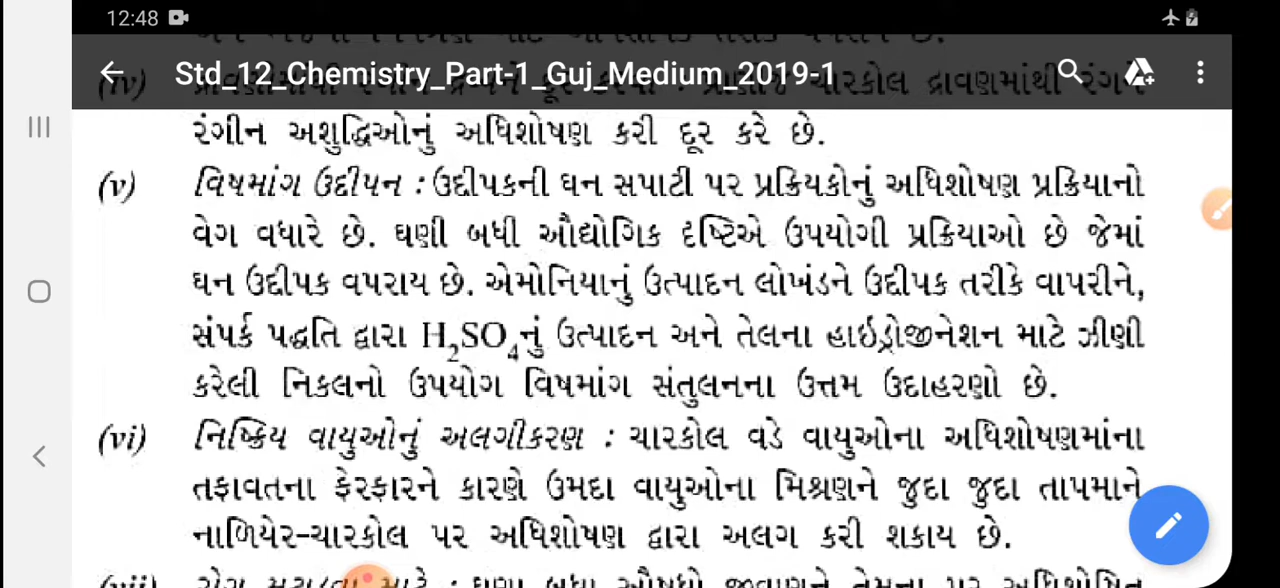 12:48
Std_12_Chemistry_Part-1_Guj_Medium_2019-1
(iv) ચારકોલ દ્રાવણમાંથી
રંગીન અશુદ્ધિઓનું અધિશોષણ કરી દૂર કરે છે.
(v) વિષમાંગ ઉદ્દીપન : ઉદ્દીપકની ઘન સપાટી પર પ્રક્રિયકોનું અધિશોષણ પ્રક્રિયાનો
વેગ વધારે છે. ઘણી બધી ઔદ્યોગિક દૃષ્ટિએ ઉપયોગી પ્રક્રિયાઓ છે જેમાં
ઘન ઉદ્દીપક વપરાય છે. એમોનિયાનું ઉત્પાદન લોખંડને ઉદ્દીપક તરીકે વાપરીને,
સંપર્ક પદ્ધતિ દ્વારા H₂SO₄નું ઉત્પાદન અને તેલના હાઇડ્રોજીનેશન માટે ઝીણી
કરેલી નિકલનો ઉપયોગ વિષમાંગ સંતુલનના ઉત્તમ ઉદાહરણો છે.
(vi) નિષ્ક્રિય વાયુઓનું અલગીકરણ : ચારકોલ વડે વાયુઓના અધિશોષણમાંના
તફાવતના ફેરફારને કારણે ઉમદા વાયુઓના મિશ્રણને જુદા જુદા તાપમાને
નાળિયેર-ચારકોલ પર અધિશોષણ દ્વારા અલગ કરી શકાય છે.